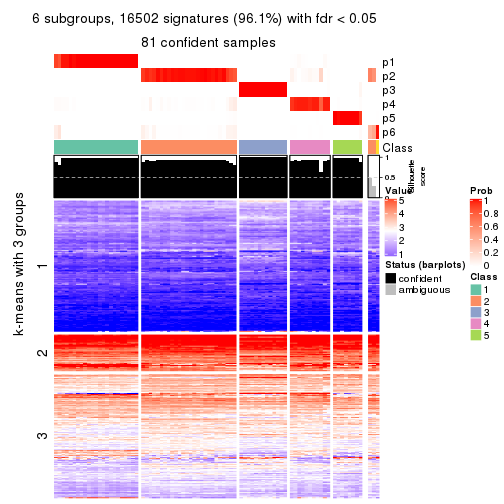 6 subgroups, 16502 signatures (96.1%) with fdr < 0.05
81 confident samples
p1
p2
p3
p4
p5
p6
Class
1
0.5
0
Silhouette
score
k-means with 3 groups
1
2
3
Value
5
4
3
2
1
Status (barplots)
confident
ambiguous
Prob
1
0.8
0.6
0.4
0.2
0
Class
1
2
3
4
5